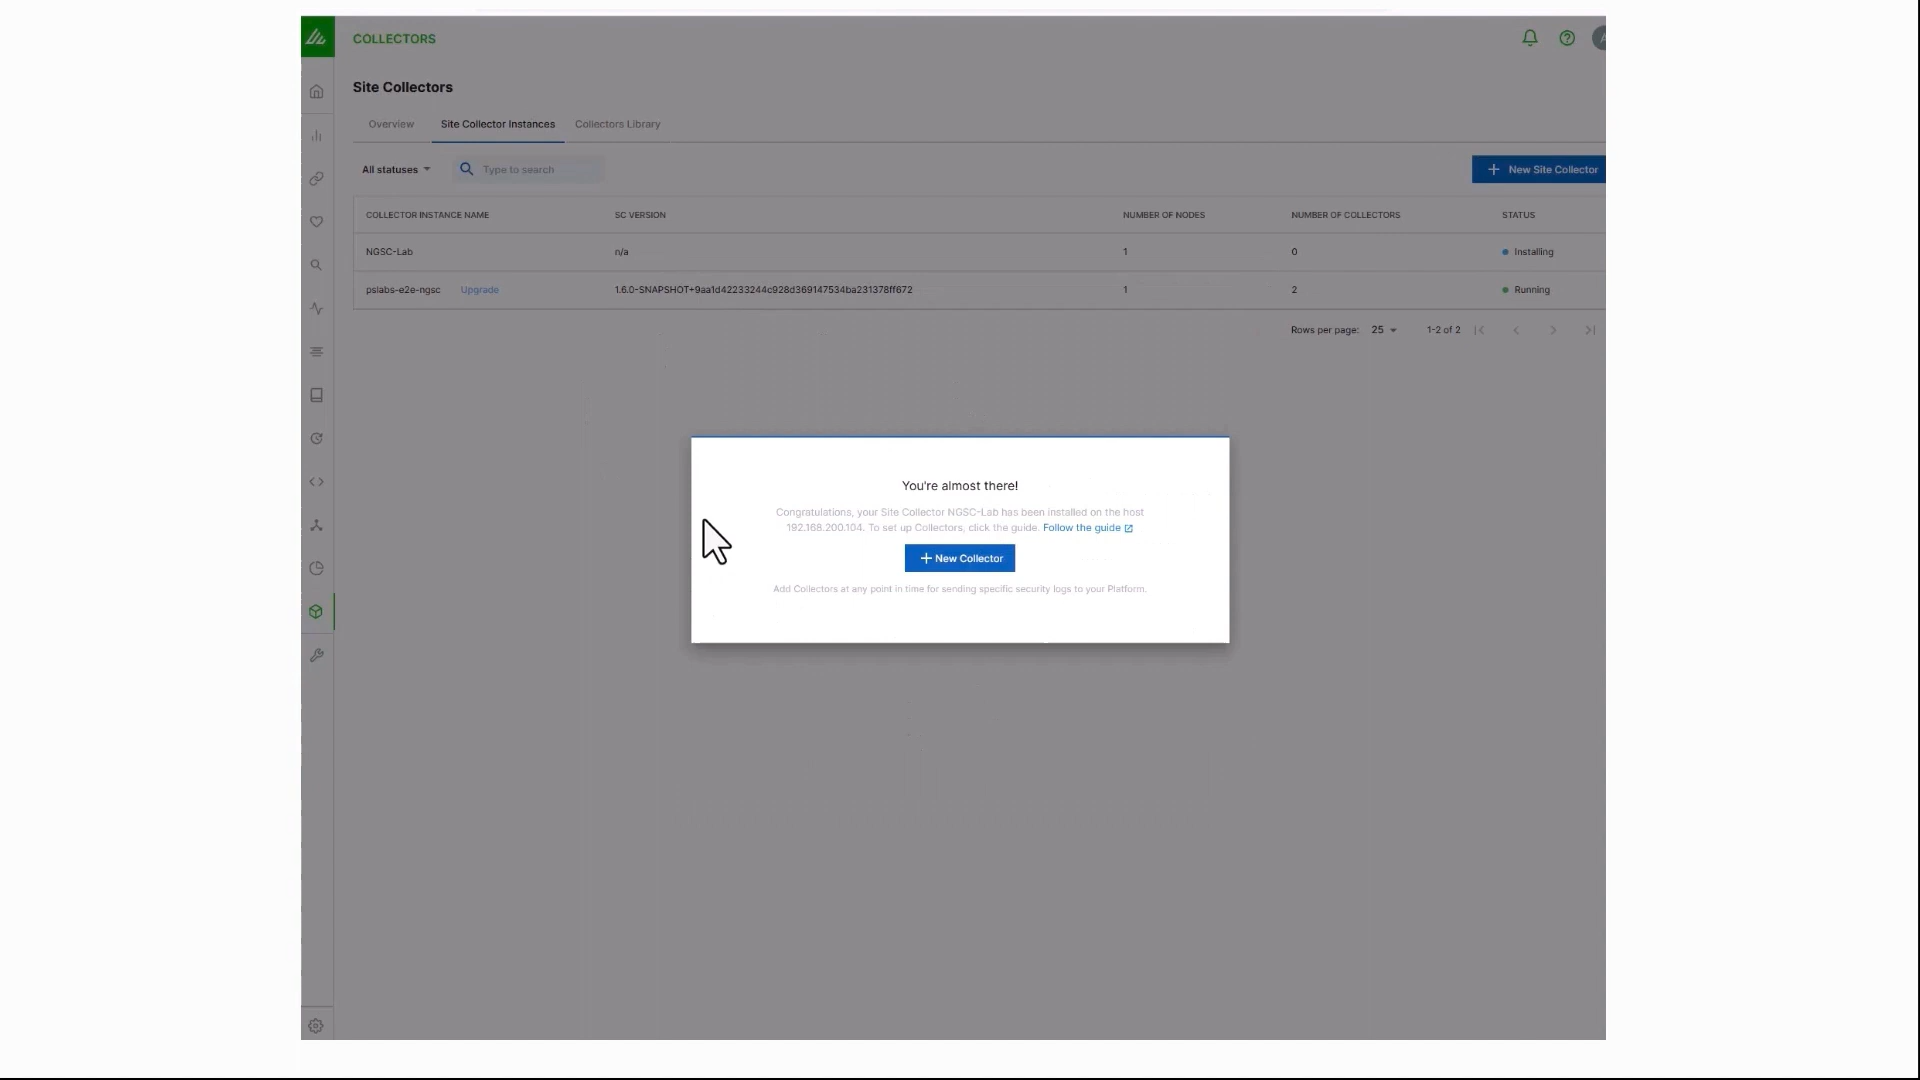 COLLECTORS
A
Site Collectors
Overview Site Collector Instances Collectors Library
All statuses Type to search New Site Collector
COLLECTOR INSTANCE NAME SC VERSION NUMBER OF NODES NUMBER OF COLLECTORS STATUS
NGSC-Lab n/a 1 0 Installing
pslabs-e2e-ngsc Upgrade 1.6.0-SNAPSHOT+9aa1d42233244c928d369147534ba231378ff672 1 2 Running
Rows per page: 25 1-2 of 2
You're almost there!
Congratulations, your Site Collector NGSC-Lab has been installed on the host
192.168.200.104. To set up Collectors, click the guide. Follow the guide
New Collector
Add Collectors at any point in time for sending specific security logs to your Platform.